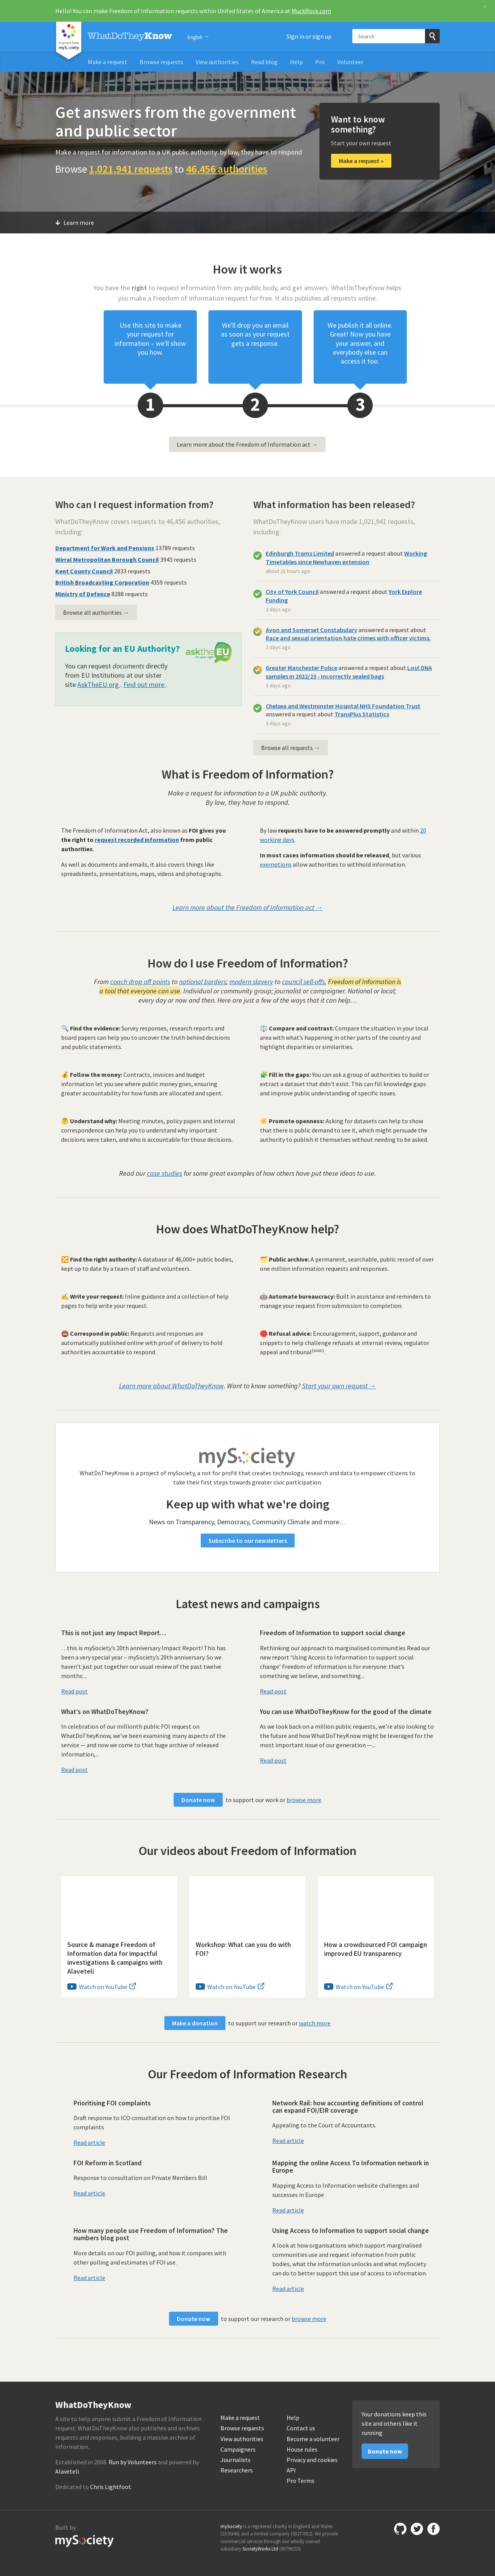 Hello! You can make Freedom of Information requests within United States of America at MuckRock.com
×
WhatDoTheyKnow
English
Sign in or sign up
Search
Make a request
Browse requests
View authorities
Read blog
Help
Pro
Volunteer
Get answers from the government
and public sector
Make a request for information to a UK public authority: by law, they have to respond
Browse 1,021,941 requests to 46,456 authorities
Want to know
something?
Start your own request
Make a request »
Learn more
How it works
You have the right to request information from any public body, and get answers. WhatDoTheyKnow helps
you make a Freedom of Information request for free. It also publishes all requests online.
Use this site to make
your request for
information – we'll show
you how.
We'll drop you an email
as soon as your request
gets a response.
We publish it all online.
Great! Now you have
your answer, and
everybody else can
access it too.
1
2
3
Learn more about the Freedom of Information act →
Who can I request information from?
WhatDoTheyKnow covers requests to 46,456 authorities,
including:
Department for Work and Pensions 13789 requests
Wirral Metropolitan Borough Council 3943 requests
Kent County Council 2833 requests
British Broadcasting Corporation 4359 requests
Ministry of Defence 8288 requests
Browse all authorities →
Looking for an EU Authority?
asktheEU
You can request documents directly
from EU Institutions at our sister
site AskTheEU.org . Find out more .
What information has been released?
WhatDoTheyKnow users have made 1,021,941 requests,
including:
Edinburgh Trams Limited answered a request about Working
Timetables since Newhaven extension
about 21 hours ago
City of York Council answered a request about York Explore
Funding
3 days ago
Avon and Somerset Constabulary answered a request about
Race and sexual orientation hate crimes with officer victims.
3 days ago
Greater Manchester Police answered a request about Lost DNA
samples in 2022/23 - incorrectly sealed bags
3 days ago
Chelsea and Westminster Hospital NHS Foundation Trust
answered a request about TransPlus Statistics
3 days ago
Browse all requests →
What is Freedom of Information?
Make a request for information to a UK public authority.
By law, they have to respond.
The Freedom of Information Act, also known as FOI gives you
the right to request recorded information from public
authorities.
As well as documents and emails, it also covers things like
spreadsheets, presentations, maps, videos and photographs.
By law requests have to be answered promptly and within 20
working days.
In most cases information should be released, but various
exemptions allow authorities to withhold information.
Learn more about the Freedom of Information act →
How do I use Freedom of Information?
From coach drop off points to national borders; modern slavery to council sell-offs, Freedom of Information is
a tool that everyone can use. Individual or community group; journalist or campaigner. National or local;
every day or now and then. Here are just a few of the ways that it can help…
🔍 Find the evidence: Survey responses, research reports and
board papers can help you to uncover the truth behind decisions
and public statements.
⚖️ Compare and contrast: Compare the situation in your local
area with what's happening in other parts of the country and
highlight disparities or similarities.
💰 Follow the money: Contracts, invoices and budget
information let you see where public money goes, ensuring
greater accountability for how funds are allocated and spent.
🧩 Fill in the gaps: You can ask a group of authorities to build or
extract a dataset that didn't exist. This can fill knowledge gaps
and improve public understanding of specific issues.
🤔 Understand why: Meeting minutes, policy papers and internal
correspondence can help you to understand why important
decisions were taken, and who is accountable for those decisions.
☀️ Promote openness: Asking for datasets can help to show
that there is public demand to see it, which might persuade the
authority to publish it themselves without needing to be asked.
Read our case studies for some great examples of how others have put these ideas to use.
How does WhatDoTheyKnow help?
🔀 Find the right authority: A database of 46,000+ public bodies,
kept up to date by a team of staff and volunteers.
🗂️ Public archive: A permanent, searchable, public record of over
one million information requests and responses.
✍️ Write your request: Inline guidance and a collection of help
pages to help write your request.
🤖 Automate bureaucracy: Built in assistance and reminders to
manage your request from submission to completion.
Correspond in public: Requests and responses are
automatically published online with proof of delivery to hold
authorities accountable to respond.
🛑 Refusal advice: Encouragement, support, guidance and
snippets to help challenge refusals at internal review, regulator
appeal and tribunal(soon).
Learn more about WhatDoTheyKnow. Want to know something? Start your own request →
mySociety
WhatDoTheyKnow is a project of mySociety, a not for profit that creates technology, research and data to empower citizens to
take their first steps towards greater civic participation.
Keep up with what we're doing
News on Transparency, Democracy, Community Climate and more…
Subscribe to our newsletters
Latest news and campaigns
This is not just any Impact Report…
…this is mySociety's 20th anniversary Impact Report! This has
been a very special year – mySociety's 20th anniversary. So we
haven't just put together our usual review of the past twelve
months:...
Read post
Freedom of Information to support social change
Rethinking our approach to marginalised communities Read our
new report 'Using Access to Information to support social
change' Freedom of information is for everyone: that's
something we believe, and something...
Read post
What's on WhatDoTheyKnow?
In celebration of our millionth public FOI request on
WhatDoTheyKnow, we've been examining many aspects of the
service — and now we come to that huge archive of released
information,...
Read post
You can use WhatDoTheyKnow for the good of the climate
As we look back on a million public requests, we're also looking to
the future and how WhatDoTheyKnow might be leveraged for the
most important issue of our generation —...
Read post
Donate now to support our work or browse more
Our videos about Freedom of Information
Source & manage Freedom of
Information data for impactful
investigations & campaigns with
Alaveteli
Watch on YouTube
Workshop: What can you do with
FOI?
Watch on YouTube
How a crowdsourced FOI campaign
improved EU transparency
Watch on YouTube
Make a donation to support our research or watch more
Our Freedom of Information Research
Prioritising FOI complaints
Draft response to ICO consultation on how to prioritise FOI
complaints
Read article
Network Rail: how accounting definitions of control
can expand FOI/EIR coverage
Appealing to the Court of Accountants.
Read article
FOI Reform in Scotland
Response to consultation on Private Members Bill
Read article
Mapping the online Access To Information network in
Europe
Mapping Access to Information website challenges and
successes in Europe
Read article
How many people use Freedom of Information? The
numbers blog post
More details on our FOI polling, and how it compares with
other polling and estimates of FOI use.
Read article
Using Access to Information to support social change
A look at how organisations which support marginalised
communities use and request information from public
bodies, what the information unlocks and what mySociety
can do to better support this use of access to information.
Read article
Donate now to support our research or browse more
WhatDoTheyKnow
A site to help anyone submit a Freedom of Information
request. WhatDoTheyKnow also publishes and archives
requests and responses, building a massive archive of
information.
Established in 2008. Run by Volunteers and powered by
Alaveteli.
Dedicated to Chris Lightfoot.
Make a request
Browse requests
View authorities
Campaigners
Journalists
Researchers
Help
Contact us
Become a volunteer
House rules
Privacy and cookies
API
Pro Terms
Your donations keep this
site and others like it
running
Donate now
Built by
mySociety
mySociety is a registered charity in England and Wales
(1076346) and a limited company (03277032). We provide
commercial services through our wholly owned
subsidiary SocietyWorks Ltd (05798215).